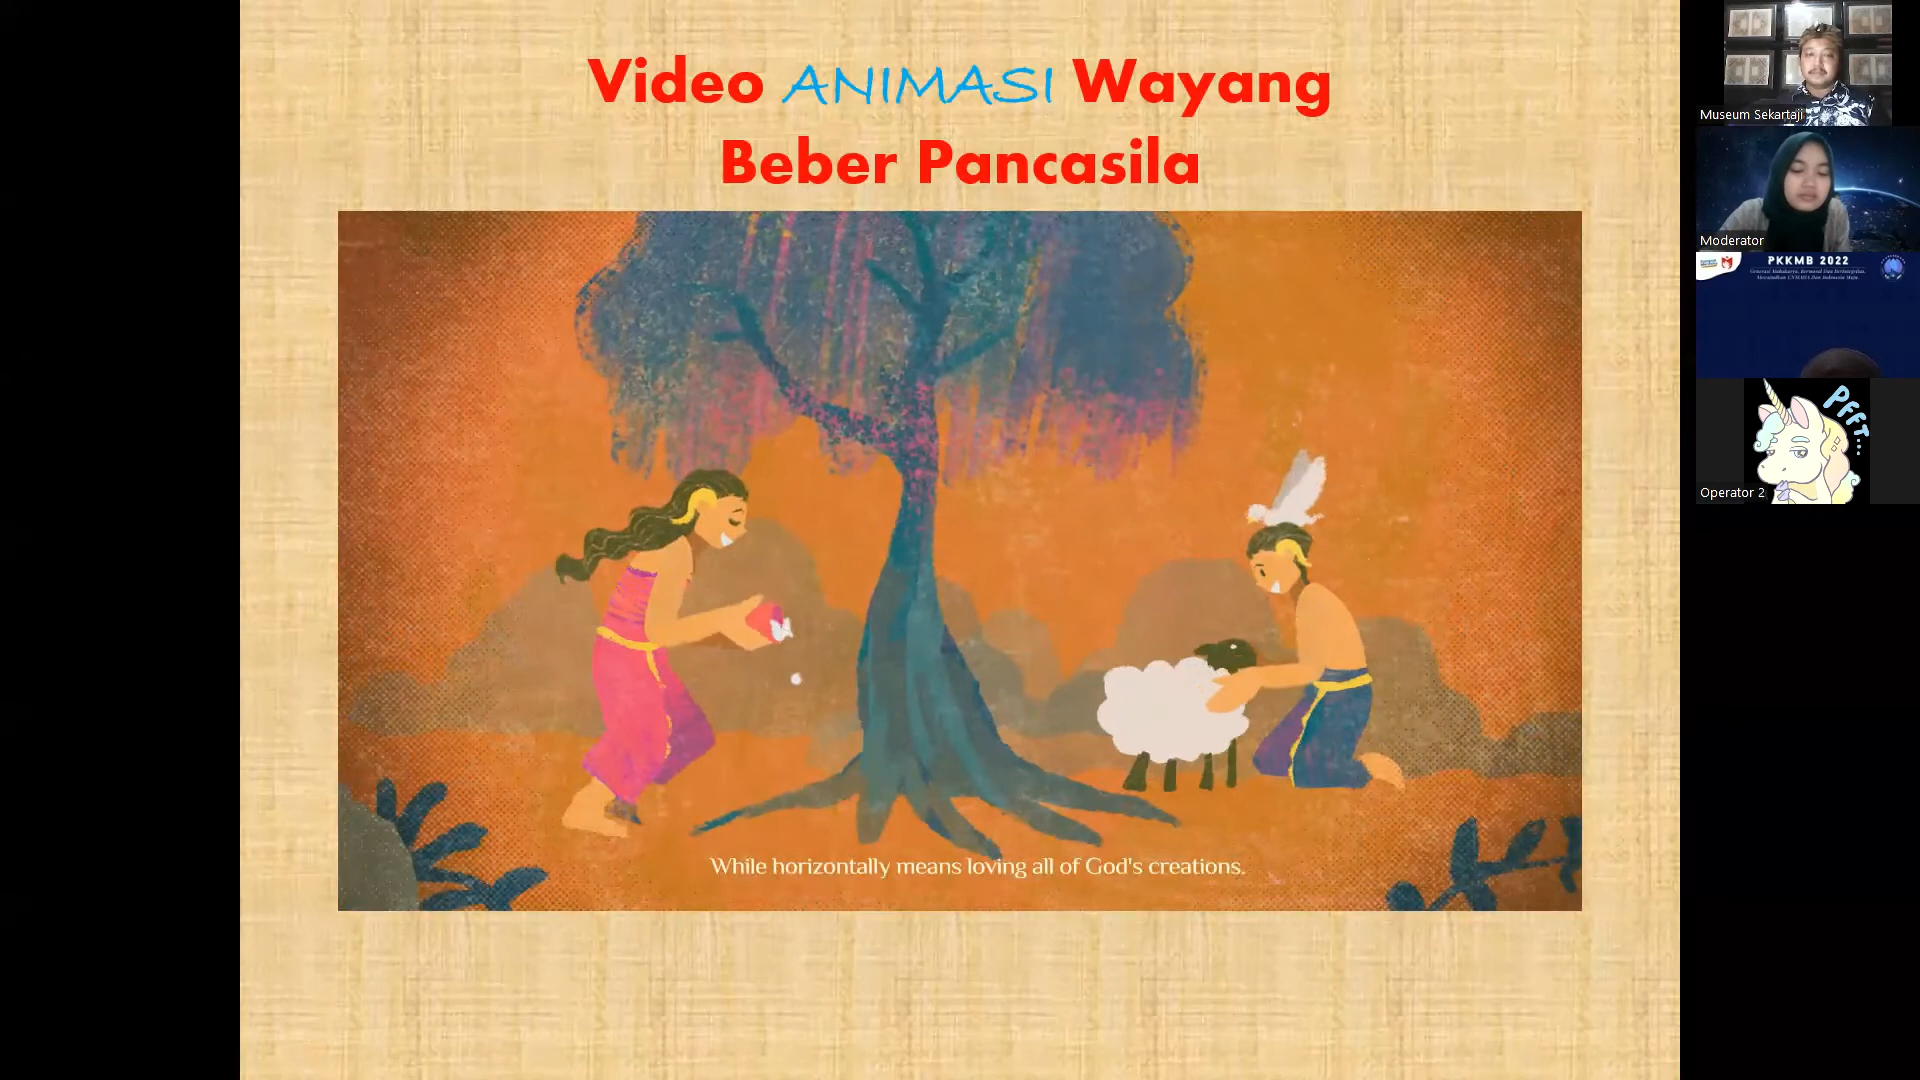 Video ANIMASI Wayang
Beber Pancasila
While horizontally means loving all of God's creations.
Museum Sekartaji
Moderator
PKKMB 2022
Operator 2
PFFT...